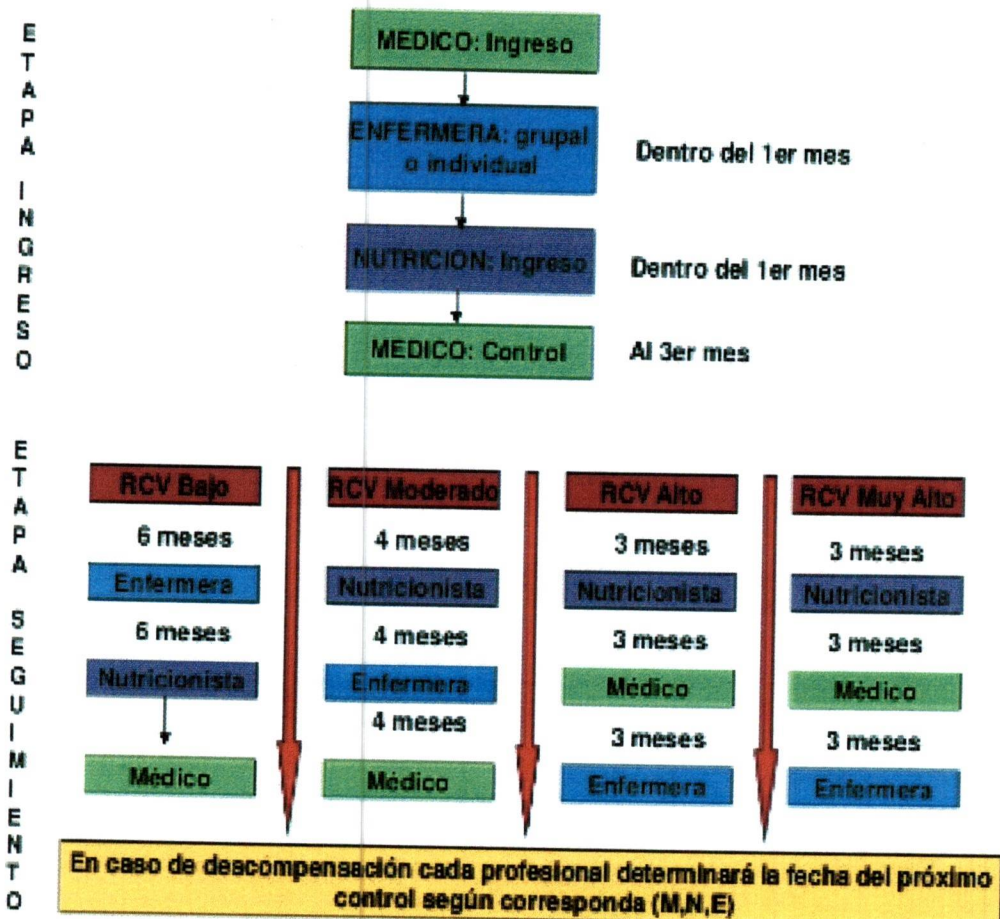 ETAPA INGRESO
MEDICO: Ingreso
ENFERMERA: grupal
o individual
Dentro del 1er mes
NUTRICION: Ingreso
Dentro del 1er mes
MEDICO: Control
Al 3er mes
ETAPA SEGUIMIENTO
RCV Bajo
6 meses
Enfermera
6 meses
Nutricionista
Médico
RCV Moderado
4 meses
Nutricionista
4 meses
Enfermera
4 meses
Médico
RCV Alto
3 meses
Nutricionista
3 meses
Médico
3 meses
Enfermera
RCV Muy Alto
3 meses
Nutricionista
3 meses
Médico
3 meses
Enfermera
En caso de descompensación cada profesional determinará la fecha del próximo
control según corresponda (M,N,E)